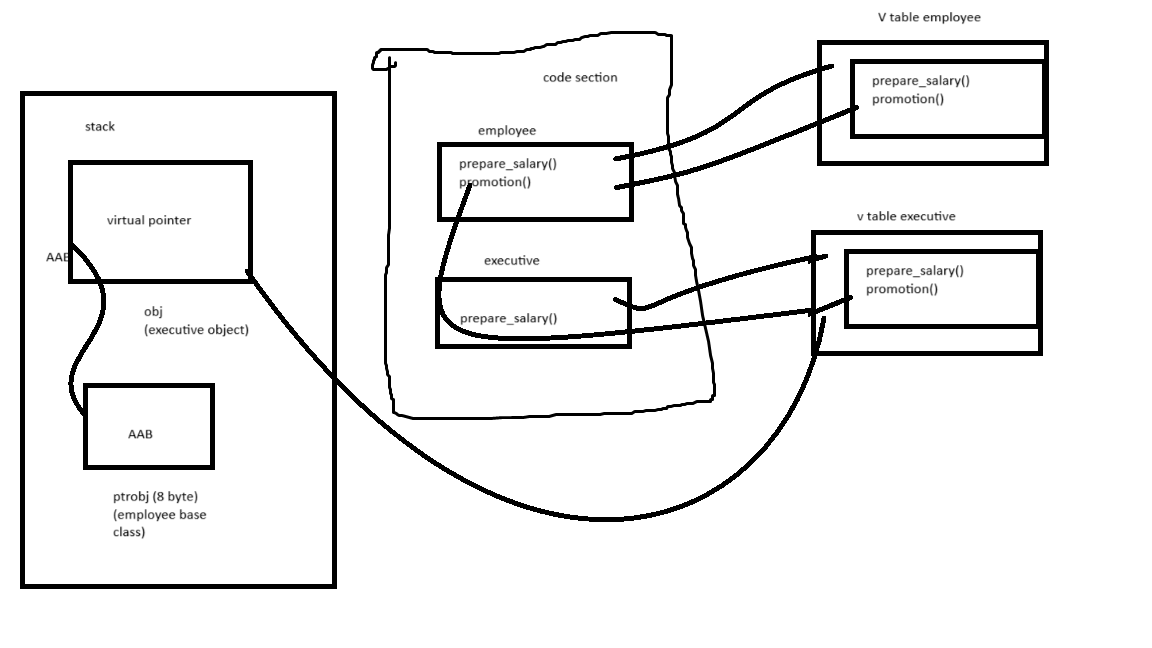 stack
virtual pointer
AAB
obj
(executive object)
AAB
ptrobj (8 byte)
(employee base
class)
code section
employee
prepare_salary()
promotion()
executive
prepare_salary()
V table employee
prepare_salary()
promotion()
v table executive
prepare_salary()
promotion()